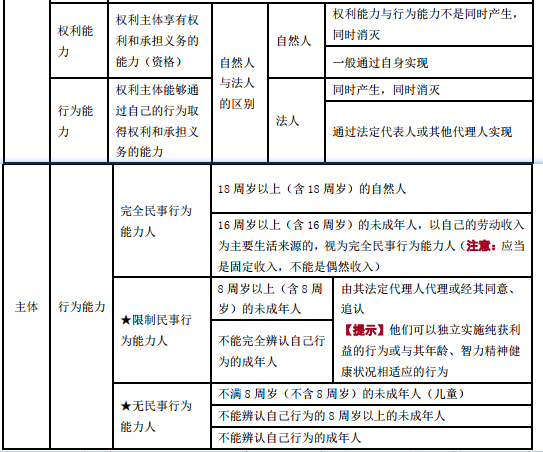 权利能
力
权利主体享有权
利和承担义务的
能力（资格）
自然人
与法人
的区别
自然人
权利能力与行为能力不是同时产生，
同时消灭
一般通过自身实现
行为能
力
权利主体能够通
过自己的行为取
得权利和承担义
务的能力
法人
同时产生，同时消灭
通过法定代表人或其他代理人实现
主体
行为能力
完全民事行为
能力人
18 周岁以上（含 18 周岁）的自然人
16 周岁以上（含 16 周岁）的未成年人，以自己的劳动收入
为主要生活来源的，视为完全民事行为能力人（注意：应当
是固定收入，不能是偶然收入）
★限制民事行
为能力人
8 周岁以上（含 8 周
岁）的未成年人
不能完全辨认自己行
为的成年人
由其法定代理人代理或经其同意、
追认
【提示】他们可以独立实施纯获利
益的行为或与其年龄、智力精神健
康状况相适应的行为
★无民事行为
能力人
不满 8 周岁（不含 8 周岁）的未成年人（儿童）
不能辨认自己行为的 8 周岁以上的未成年人
不能辨认自己行为的成年人